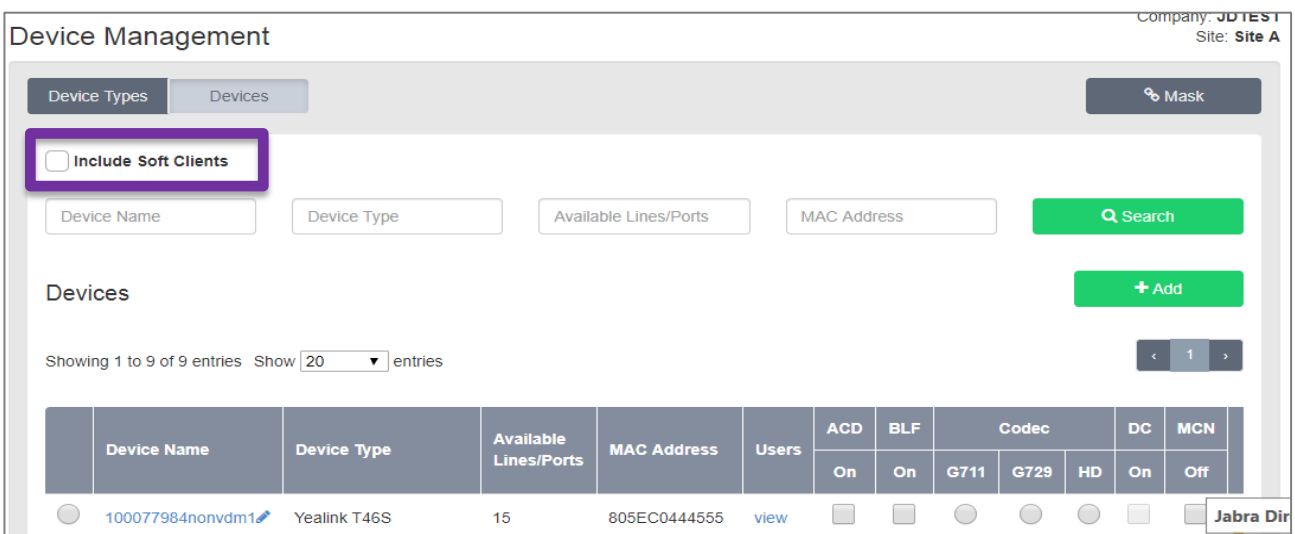 Company: JDTEST
Device Management
Site: Site A
Device Types Devices Mask
Include Soft Clients
Device Name Device Type Available Lines/Ports MAC Address Search
Devices
+ Add
Showing 1 to 9 of 9 entries Show 20 entries
‹ 1 ›
Device Name Device Type Available Lines/Ports MAC Address Users ACD BLF Codec DC MCN
On On G711 G729 HD On Off
100077984nonvdm1 Yealink T46S 15 805EC0444555 view
Jabra Dir